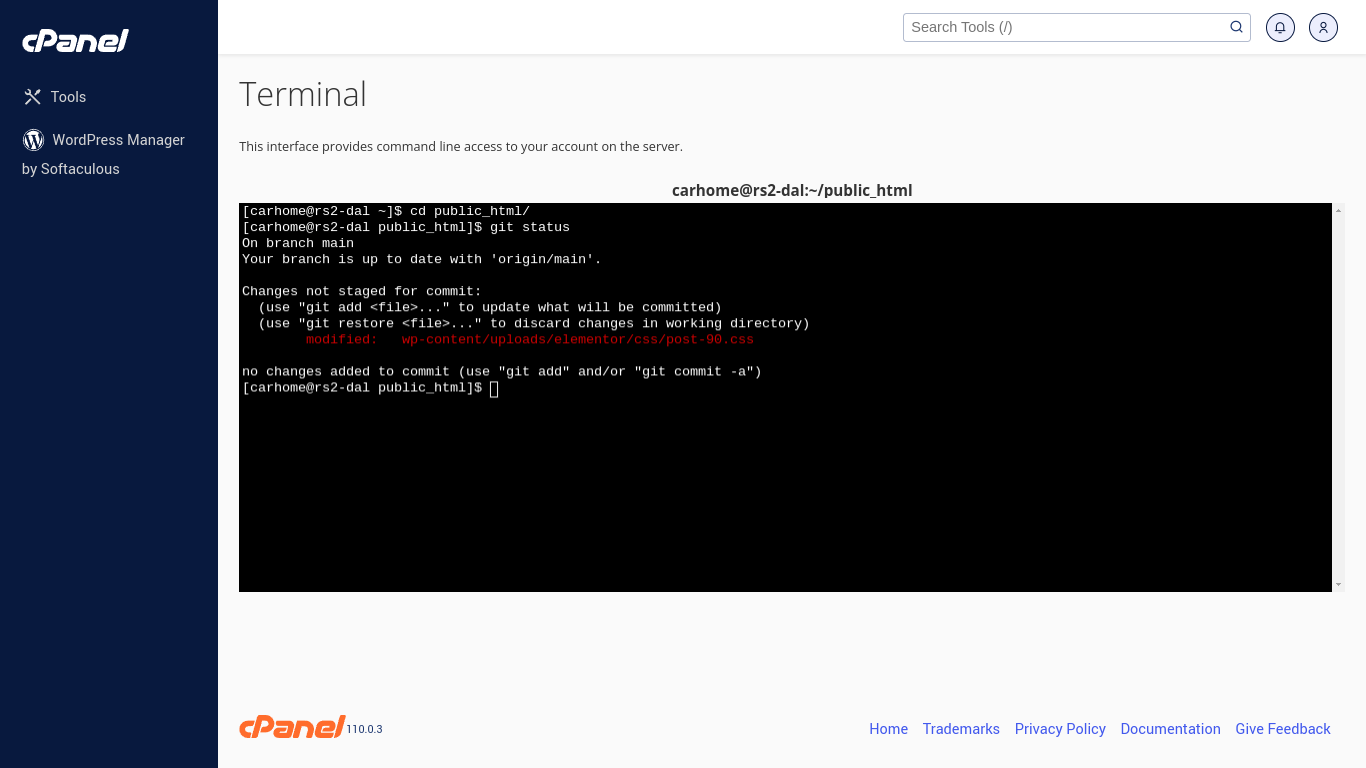 cPanel
Search Tools (/)
Tools
WordPress Manager
by Softaculous
Terminal
This interface provides command line access to your account on the server.
carhome@rs2-dal:~/public_html
[carhome@rs2-dal ~]$ cd public_html/
[carhome@rs2-dal public_html]$ git status
On branch main
Your branch is up to date with 'origin/main'.
Changes not staged for commit:
(use "git add <file>..." to update what will be committed)
(use "git restore <file>..." to discard changes in working directory)
modified:   wp-content/uploads/elementor/css/post-90.css
no changes added to commit (use "git add" and/or "git commit -a")
[carhome@rs2-dal public_html]$
cPanel 110.0.3
Home Trademarks Privacy Policy Documentation Give Feedback